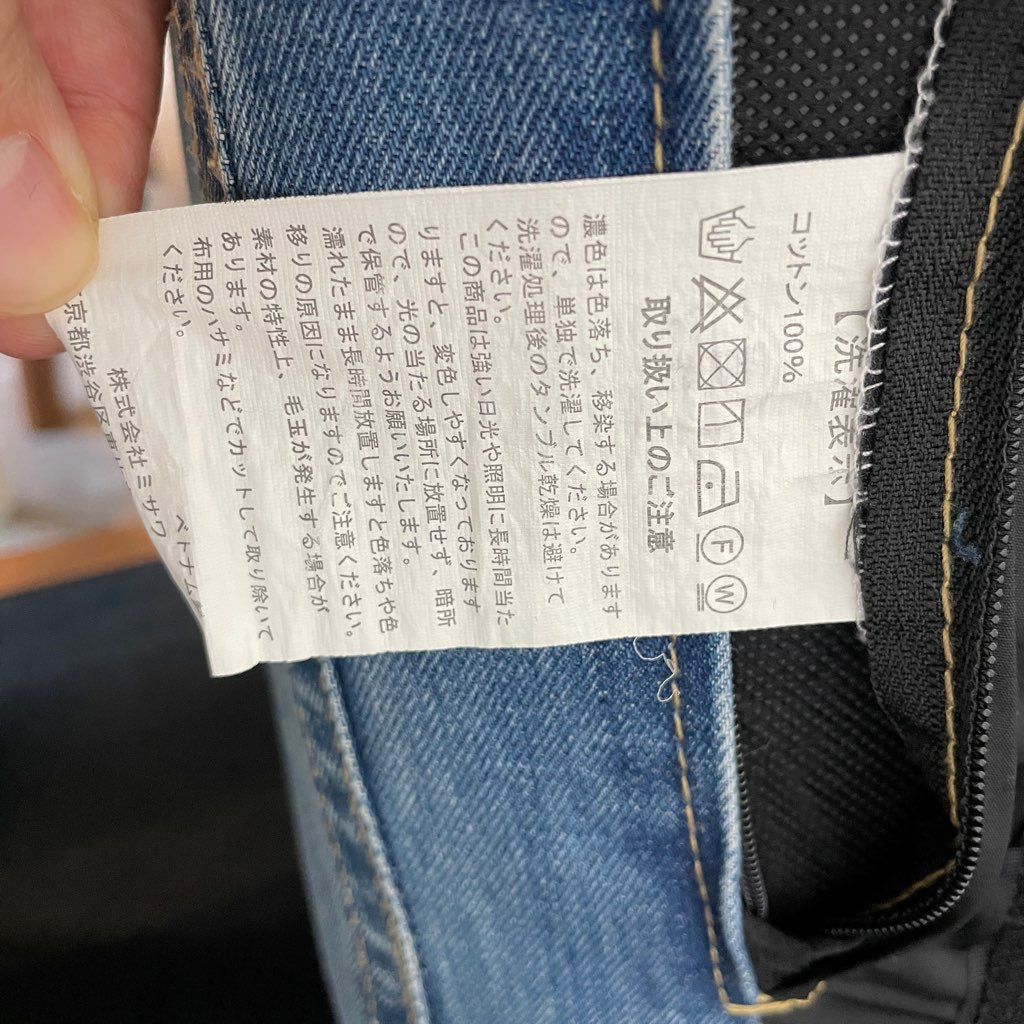 【洗濯表示】
コットン100%
F W
取り扱い上のご注意
濃色は色落ち、移染する場合があります
ので、単独で洗濯してください。
洗濯処理後のタンブル乾燥は避けて
ください。
この商品は強い日光や照明に長時間当た
りますと、変色しやすくなっております
ので、光の当たる場所に放置せず、暗所
で保管するようお願いいたします。
濡れたまま長時間放置しますと色落ちや色
移りの原因になりますのでご注意ください。
素材の特性上、毛玉が発生する場合が
あります。
布用のハサミなどでカットして取り除いて
ください。
ベトナム
株式会社ミサワ
京都渋谷区